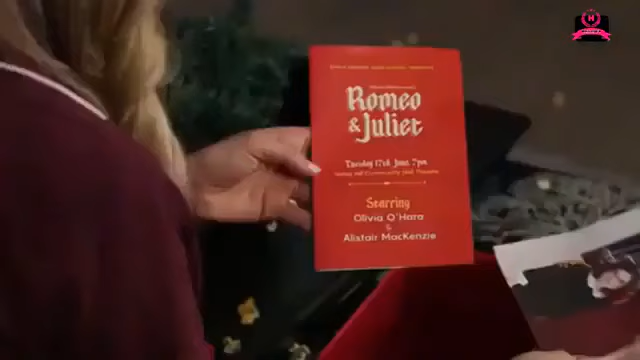 Romeo
& Juliet
Tuesday 17th June, 7pm
Starring
Olivia O'Hara
&
Alistair MacKenzie